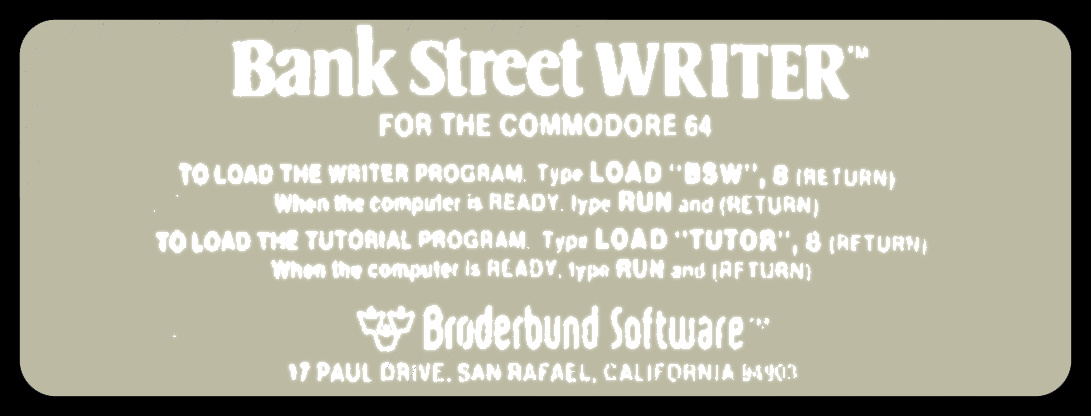 Bank Street WRITER™
FOR THE COMMODORE 64
TO LOAD THE WRITER PROGRAM. Type LOAD "BSW", 8 (RETURN)
When the computer is READY, type RUN and (RETURN)
TO LOAD THE TUTORIAL PROGRAM. Type LOAD "TUTOR", 8 (RETURN)
When the computer is READY, type RUN and (RETURN)
Brøderbund Software™
17 PAUL DRIVE, SAN RAFAEL, CALIFORNIA 94903